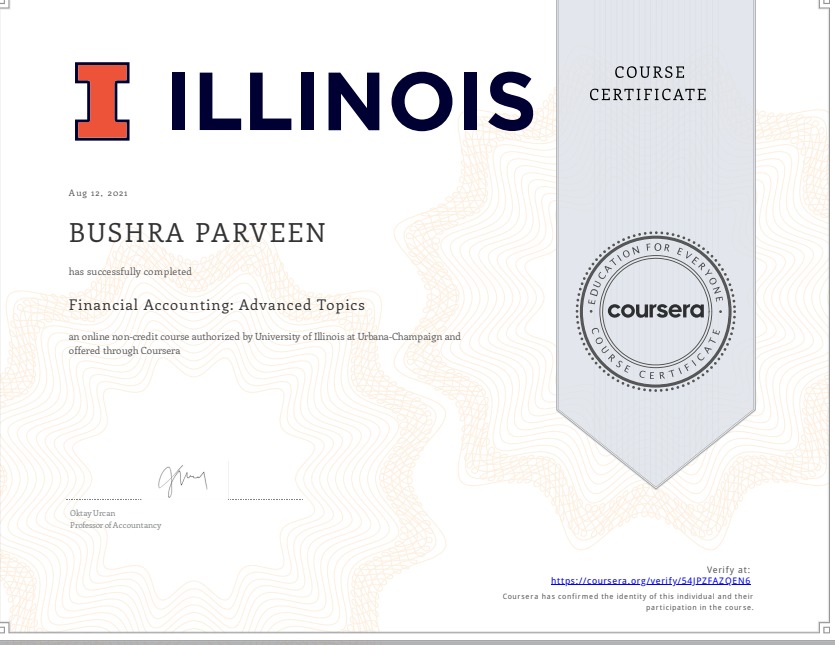 I ILLINOIS
COURSE
CERTIFICATE
Aug 12, 2021
BUSHRA PARVEEN
has successfully completed
Financial Accounting: Advanced Topics
an online non-credit course authorized by University of Illinois at Urbana-Champaign and
offered through Coursera
EDUCATION FOR EVERYONE
coursera
COURSE CERTIFICATE
Oktay Urcan
Professor of Accountancy
Verify at:
https://coursera.org/verify/54JPZFAZQEN6
Coursera has confirmed the identity of this individual and their
participation in the course.